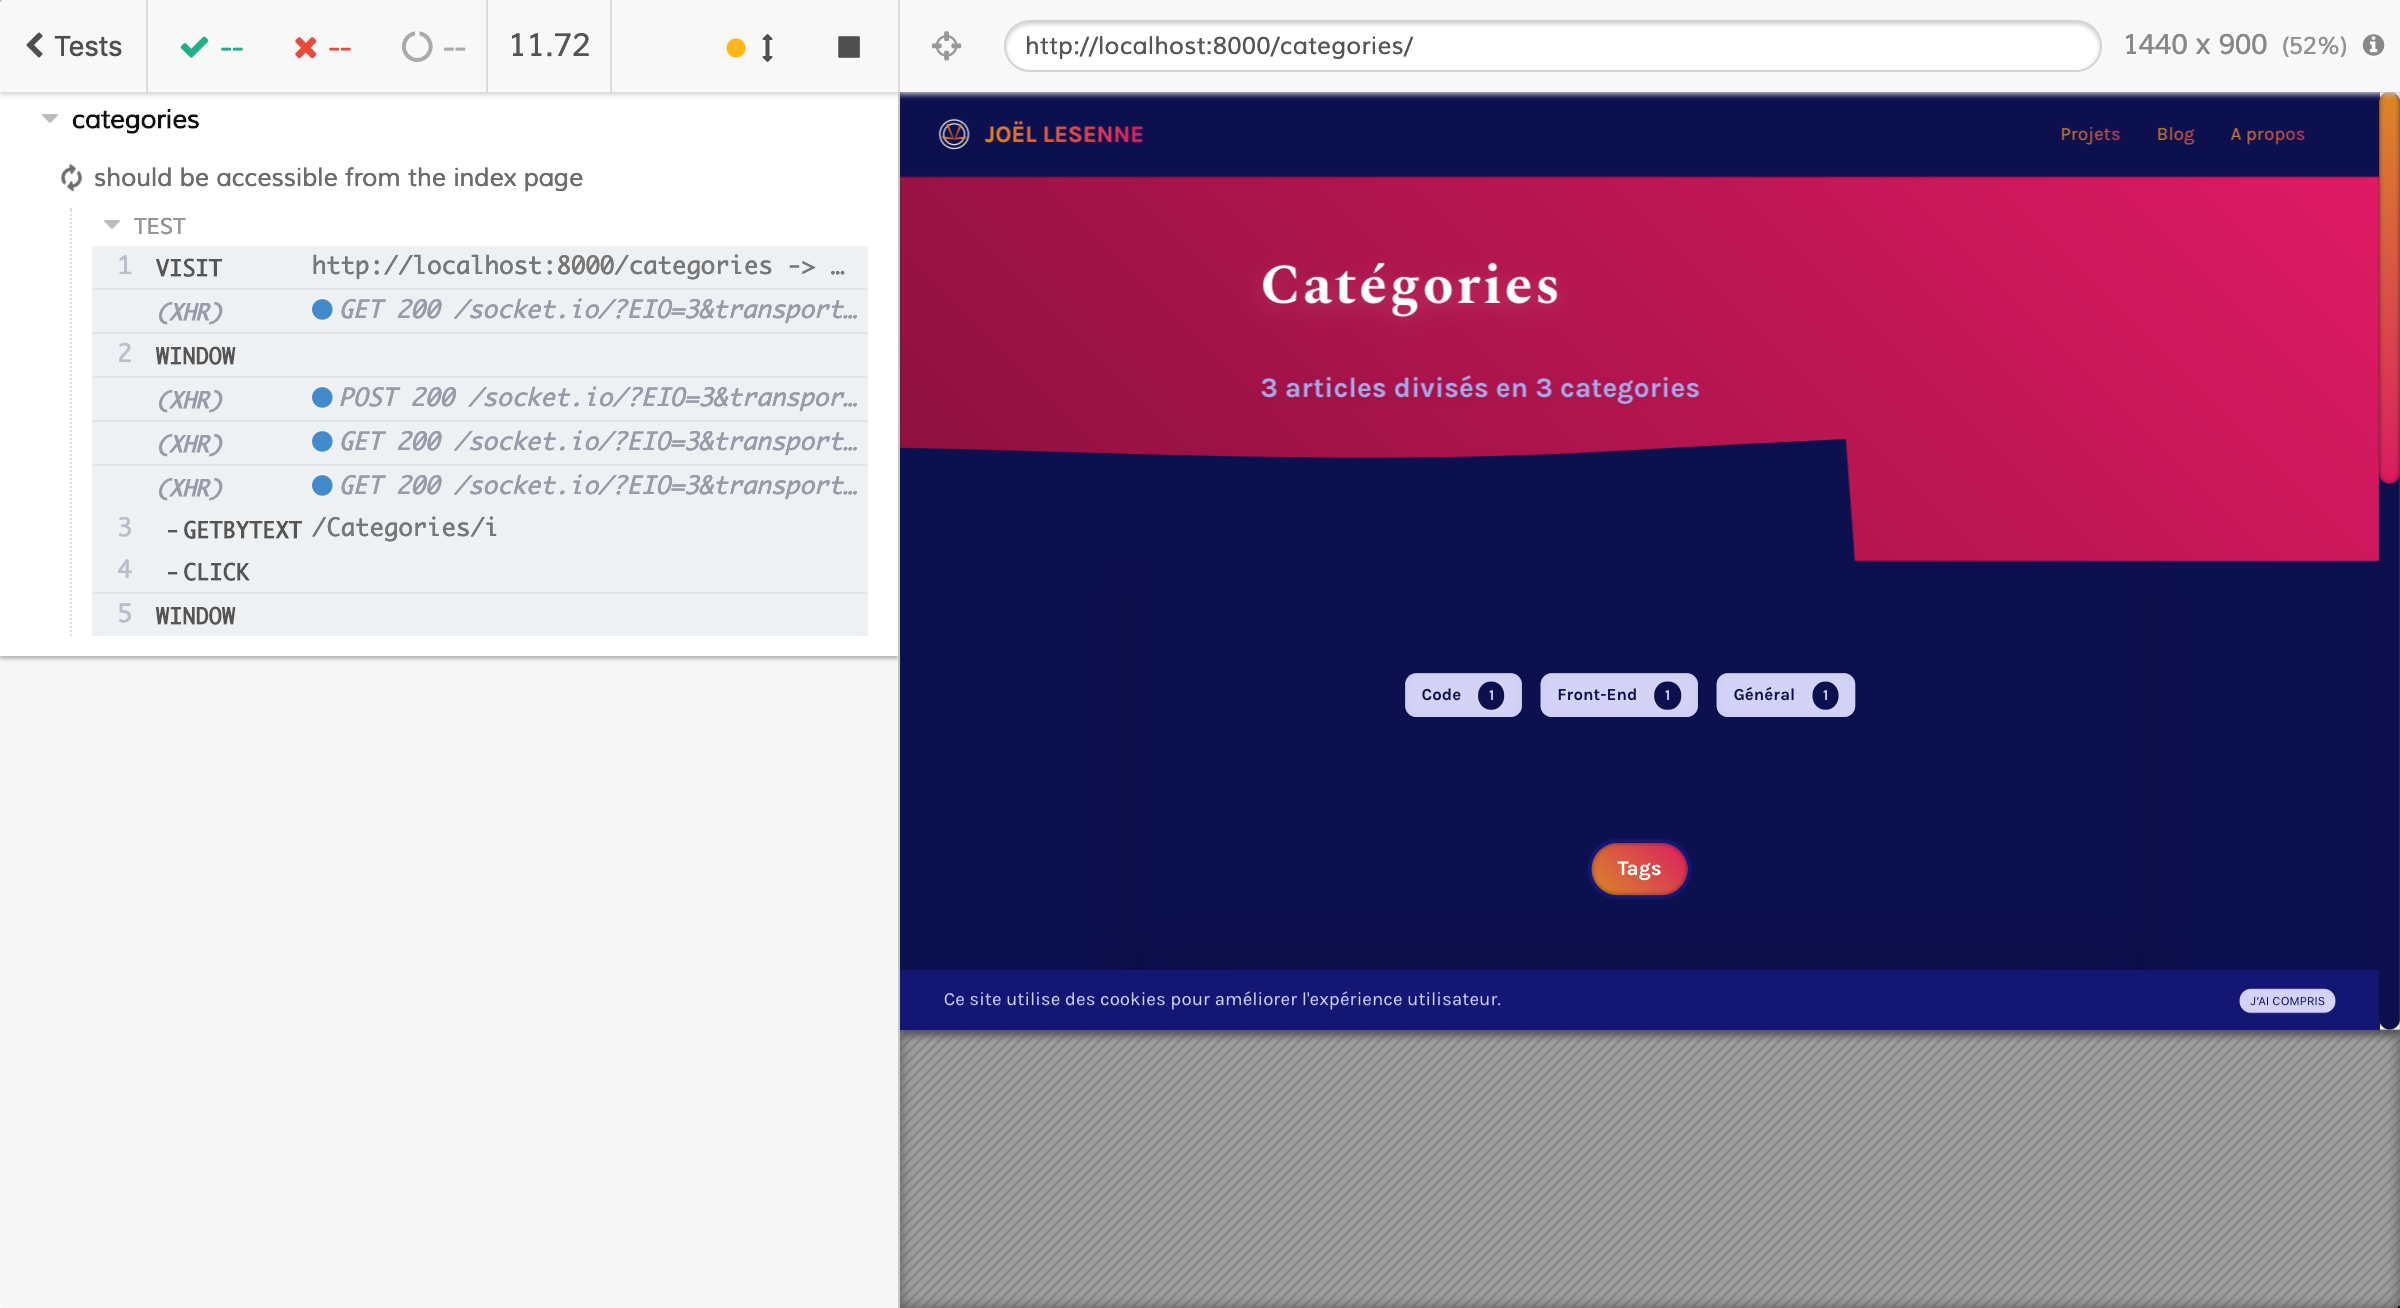 Tests
--
--
--
11.72
http://localhost:8000/categories/
1440 x 900 (52%)
categories
should be accessible from the index page
TEST
1 VISIT http://localhost:8000/categories -> …
(XHR) GET 200 /socket.io/?EIO=3&transport…
2 WINDOW
(XHR) POST 200 /socket.io/?EIO=3&transpor…
(XHR) GET 200 /socket.io/?EIO=3&transport…
(XHR) GET 200 /socket.io/?EIO=3&transport…
3 -GETBYTEXT /Categories/i
4 -CLICK
5 WINDOW
JOËL LESENNE
Projets Blog A propos
Catégories
3 articles divisés en 3 categories
Code 1 Front-End 1 Général 1
Tags
Ce site utilise des cookies pour améliorer l'expérience utilisateur.
J'AI COMPRIS